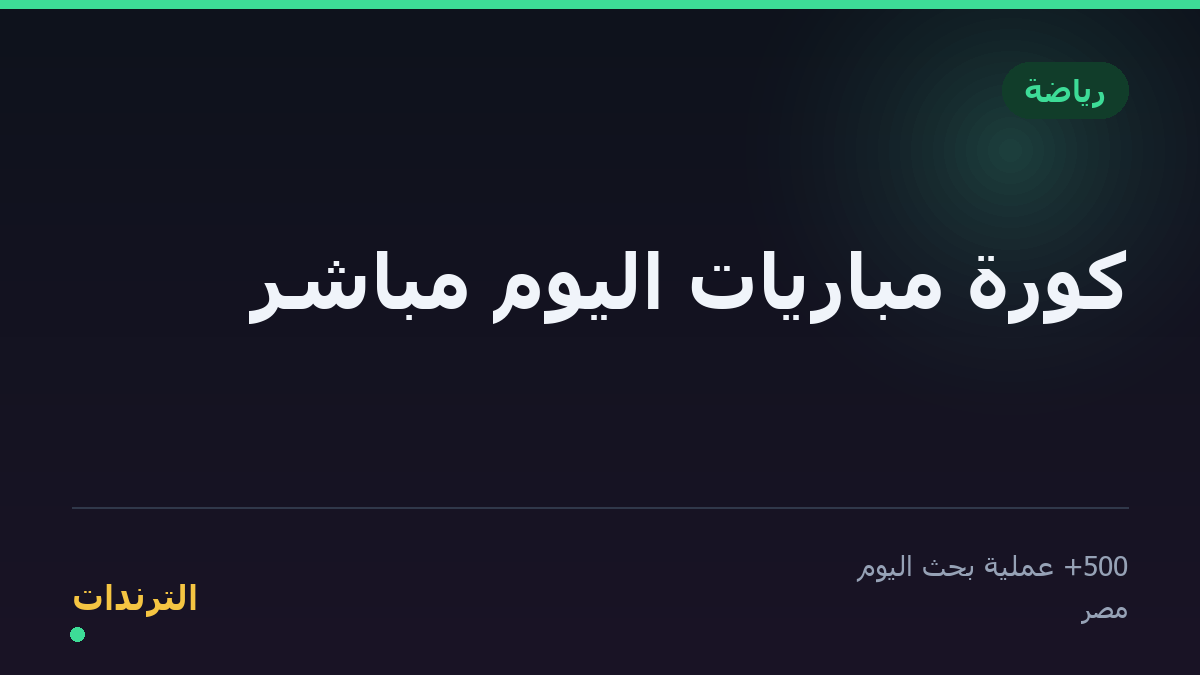 رياضة
كورة مباريات اليوم مباشر
500+ عملية بحث اليوم
مصر
الترندات